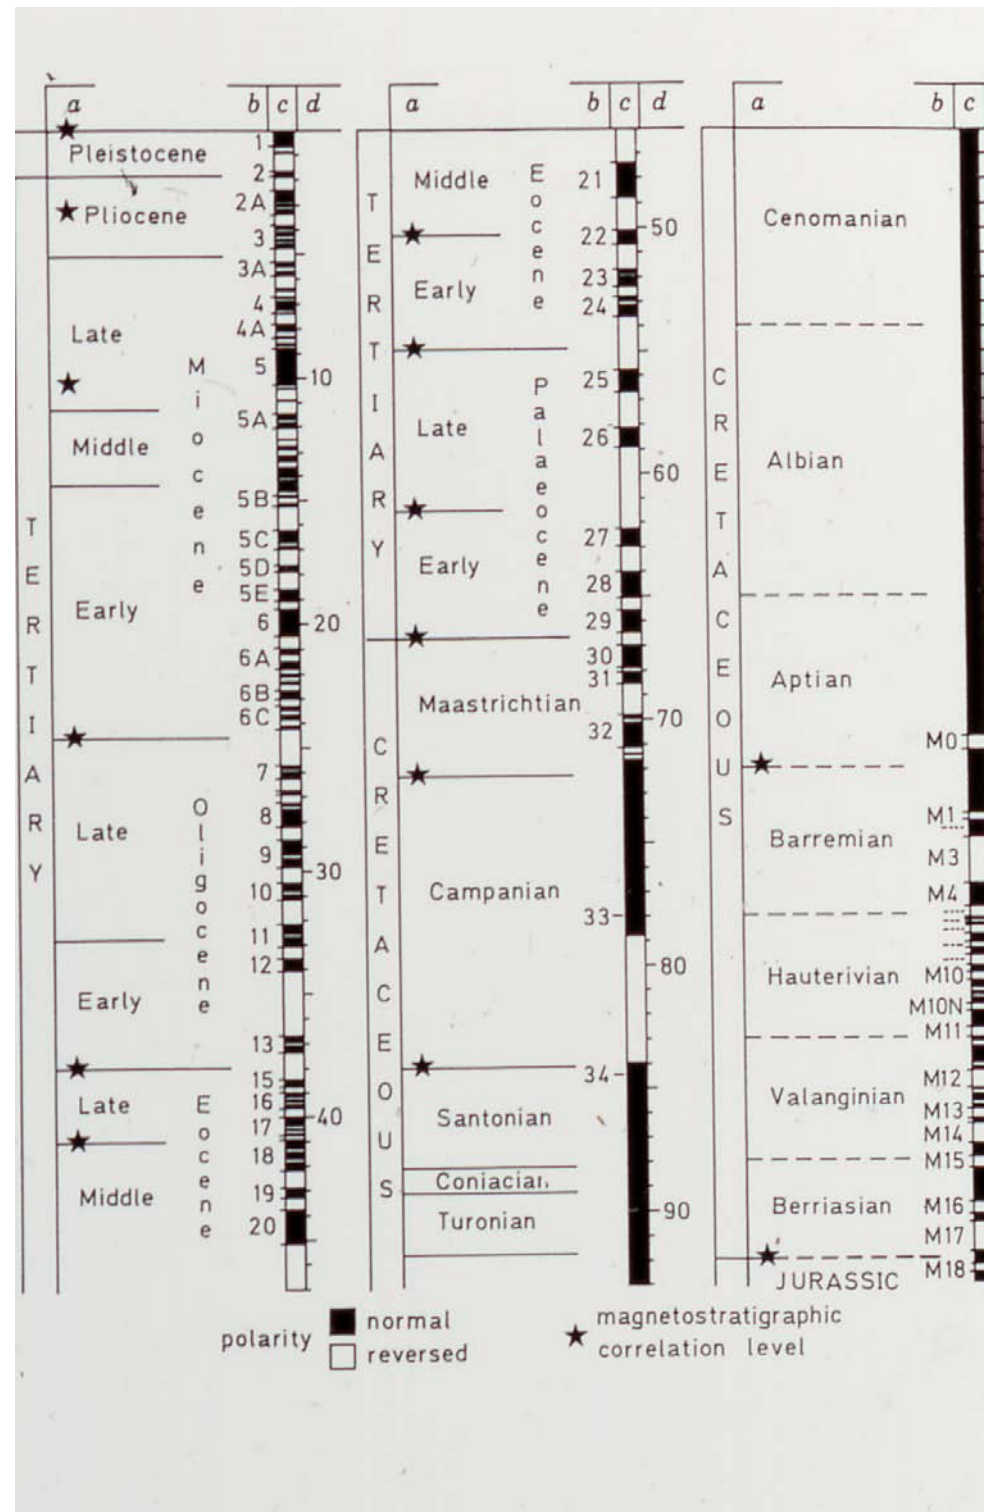 a b c d
Pleistocene 1
2
Pliocene 2A
3
3A
4
Late 4A
5
10
5A
Middle
5B
5C
5D
5E
Early 6 20
6A
6B
6C
7
8
Late 9
30
10
11
12
Early
13
15
Late 16
17 40
18
Middle 19
20
Miocene
Oligocene
Eocene
TERTIARY
a b c d
Middle 21
22 50
23
Early 24
25
Late 26
60
27
Early 28
29
30
31
Maastrichtian 70
32
Campanian
33
80
34
Santonian
Coniacian
Turonian 90
Eocene
Palaeocene
TERTIARY
CRETACEOUS
a b c
Cenomanian
Albian
Aptian
M0
M1
Barremian
M3
M4
Hauterivian M10
M10N
M11
M12
Valanginian
M13
M14
M15
Berriasian M16
M17
JURASSIC M18
CRETACEOUS
polarity
normal
reversed
magnetostratigraphic
correlation level